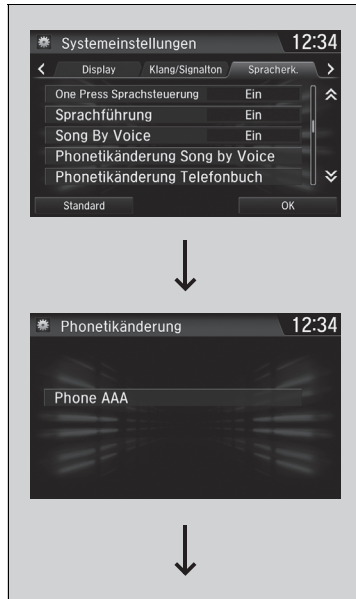 Systemeinstellungen 12:34
Display Klang/Signalton Spracherk.
One Press Sprachsteuerung Ein
Sprachführung Ein
Song By Voice Ein
Phonetikänderung Song by Voice
Phonetikänderung Telefonbuch
Standard OK
Phonetikänderung 12:34
Phone AAA